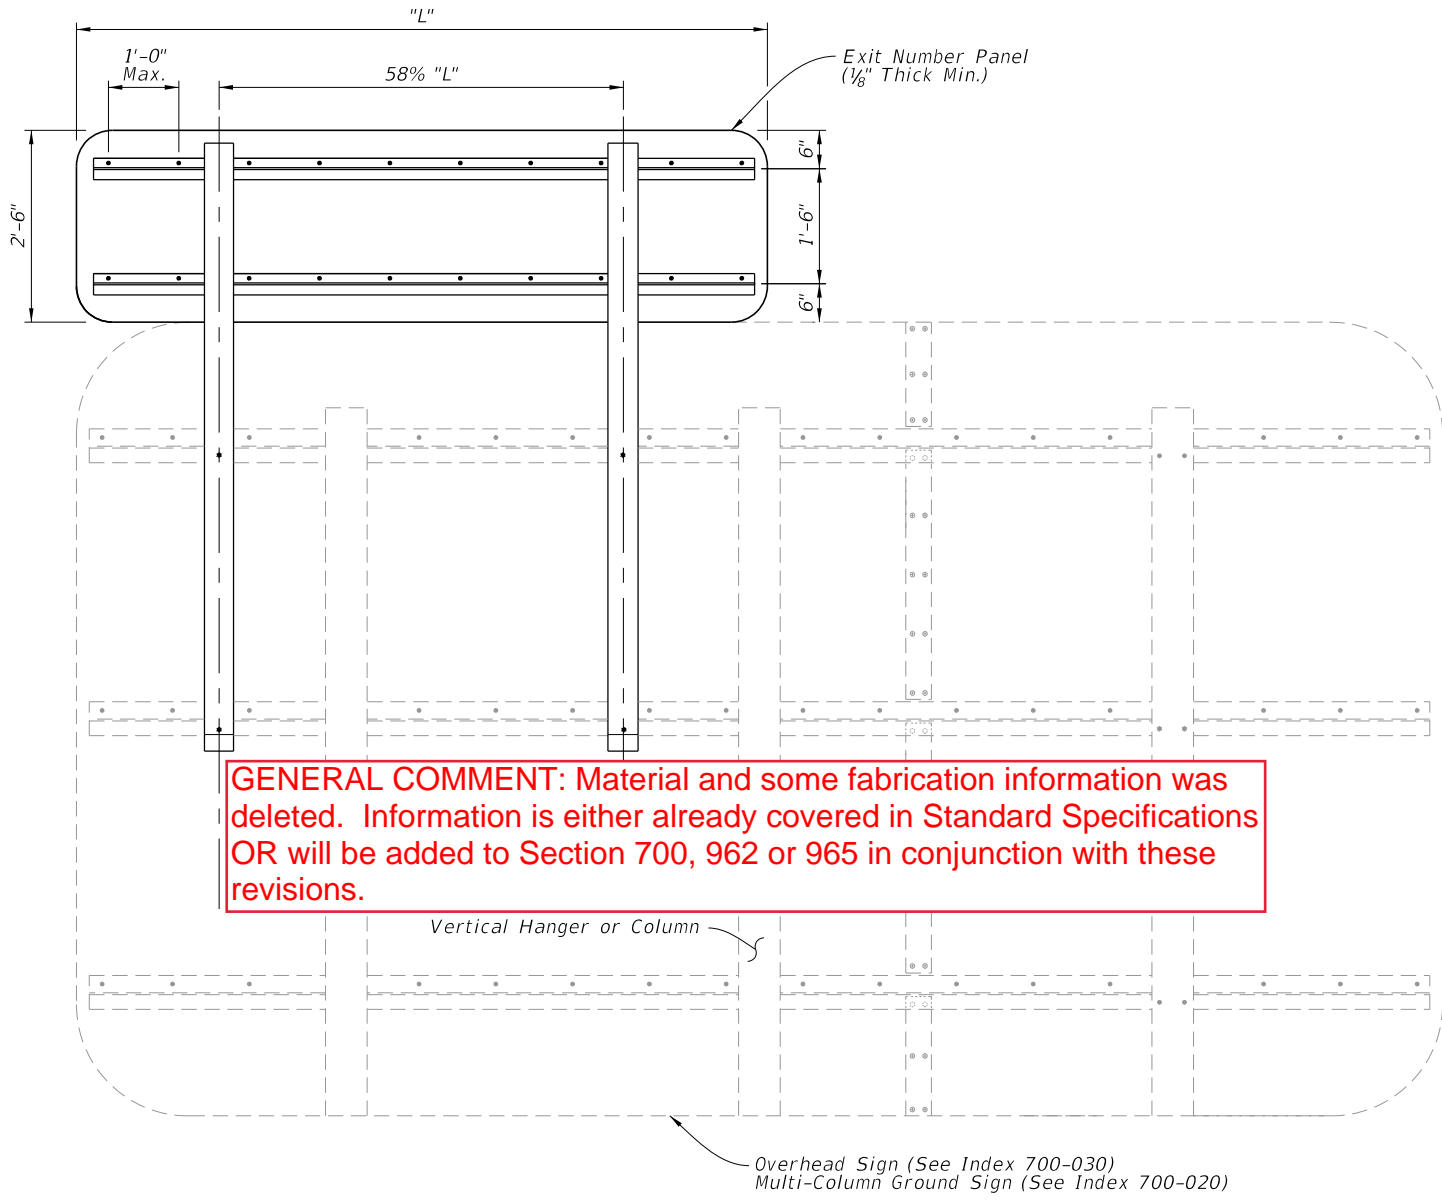 "L"
1'-0"
Max.
58% "L"
Exit Number Panel
(⅛" Thick Min.)
2'-6"
6"
1'-6"
6"
GENERAL COMMENT: Material and some fabrication information was
deleted.  Information is either already covered in Standard Specifications
OR will be added to Section 700, 962 or 965 in conjunction with these
revisions.
Vertical Hanger or Column
Overhead Sign (See Index 700-030)
Multi-Column Ground Sign (See Index 700-020)